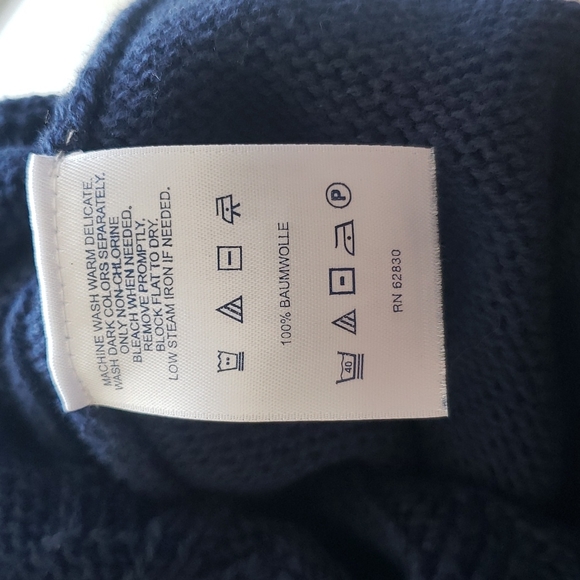 MACHINE WASH WARM DELICATE.
WASH DARK COLORS SEPARATELY.
ONLY NON-CHLORINE
BLEACH WHEN NEEDED.
REMOVE PROMPTLY.
BLOCK FLAT TO DRY.
LOW STEAM IRON IF NEEDED.
100% BAUMWOLLE
40
P
RN 62830